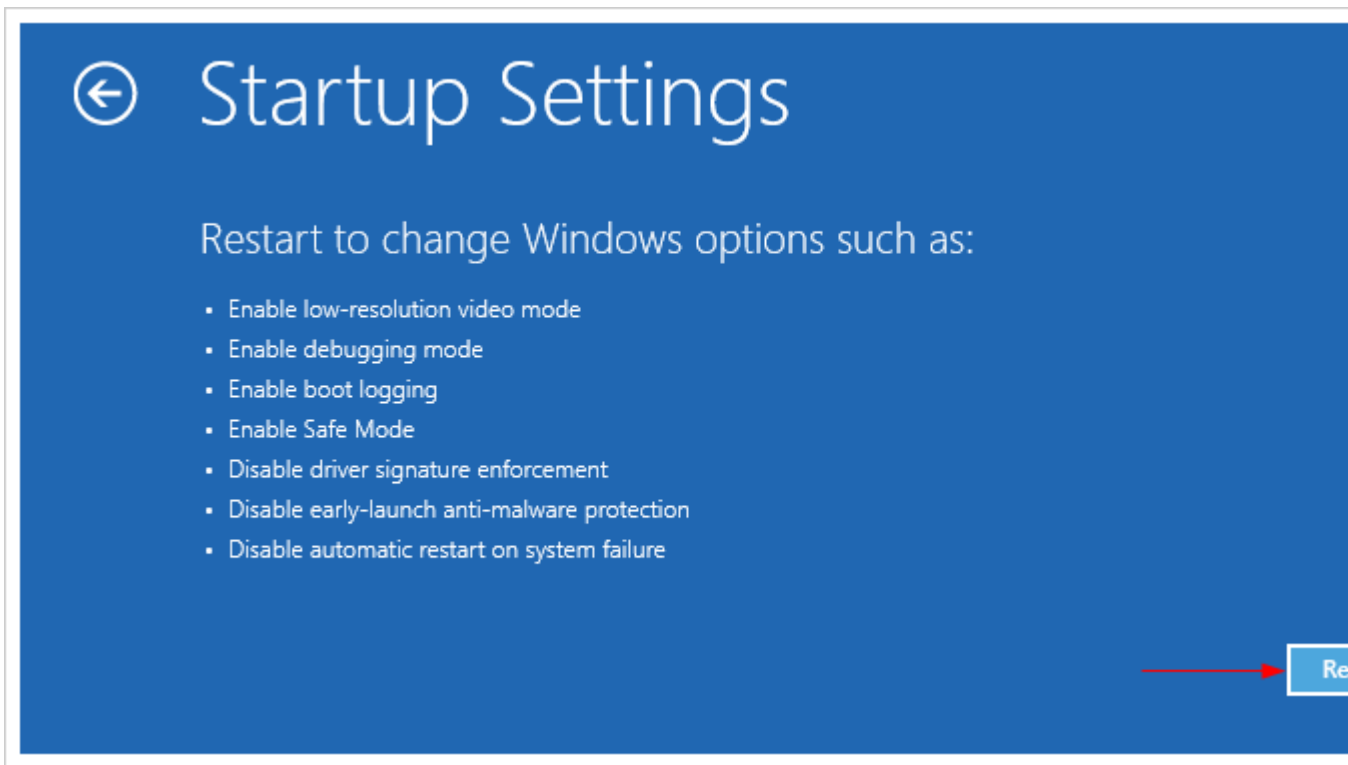 Startup Settings
Restart to change Windows options such as:
Enable low-resolution video mode
Enable debugging mode
Enable boot logging
Enable Safe Mode
Disable driver signature enforcement
Disable early-launch anti-malware protection
Disable automatic restart on system failure
Re